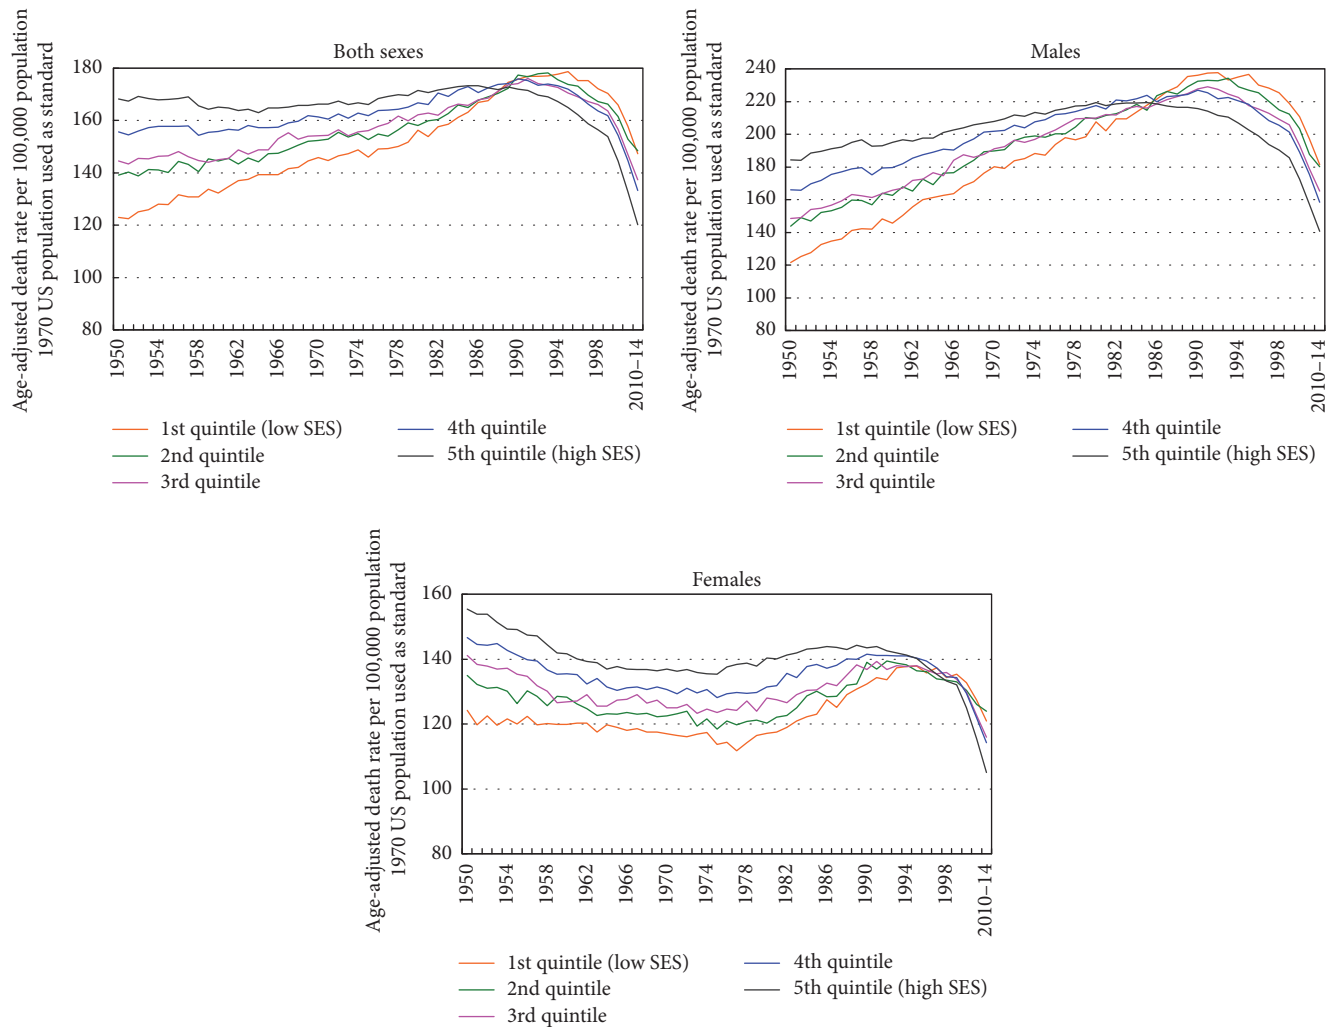 Both sexes
Age-adjusted death rate per 100,000 population
1970 US population used as standard
180
160
140
120
100
80
1950
1954
1958
1962
1966
1970
1974
1978
1982
1986
1990
1994
1998
2010–14
1st quintile (low SES)
2nd quintile
3rd quintile
4th quintile
5th quintile (high SES)
Males
Age-adjusted death rate per 100,000 population
1970 US population used as standard
240
220
200
180
160
140
120
100
80
1950
1954
1958
1962
1966
1970
1974
1978
1982
1986
1990
1994
1998
2010–14
1st quintile (low SES)
2nd quintile
3rd quintile
4th quintile
5th quintile (high SES)
Females
Age-adjusted death rate per 100,000 population
1970 US population used as standard
160
140
120
100
80
1950
1954
1958
1962
1966
1970
1974
1978
1982
1986
1990
1994
1998
2010–14
1st quintile (low SES)
2nd quintile
3rd quintile
4th quintile
5th quintile (high SES)